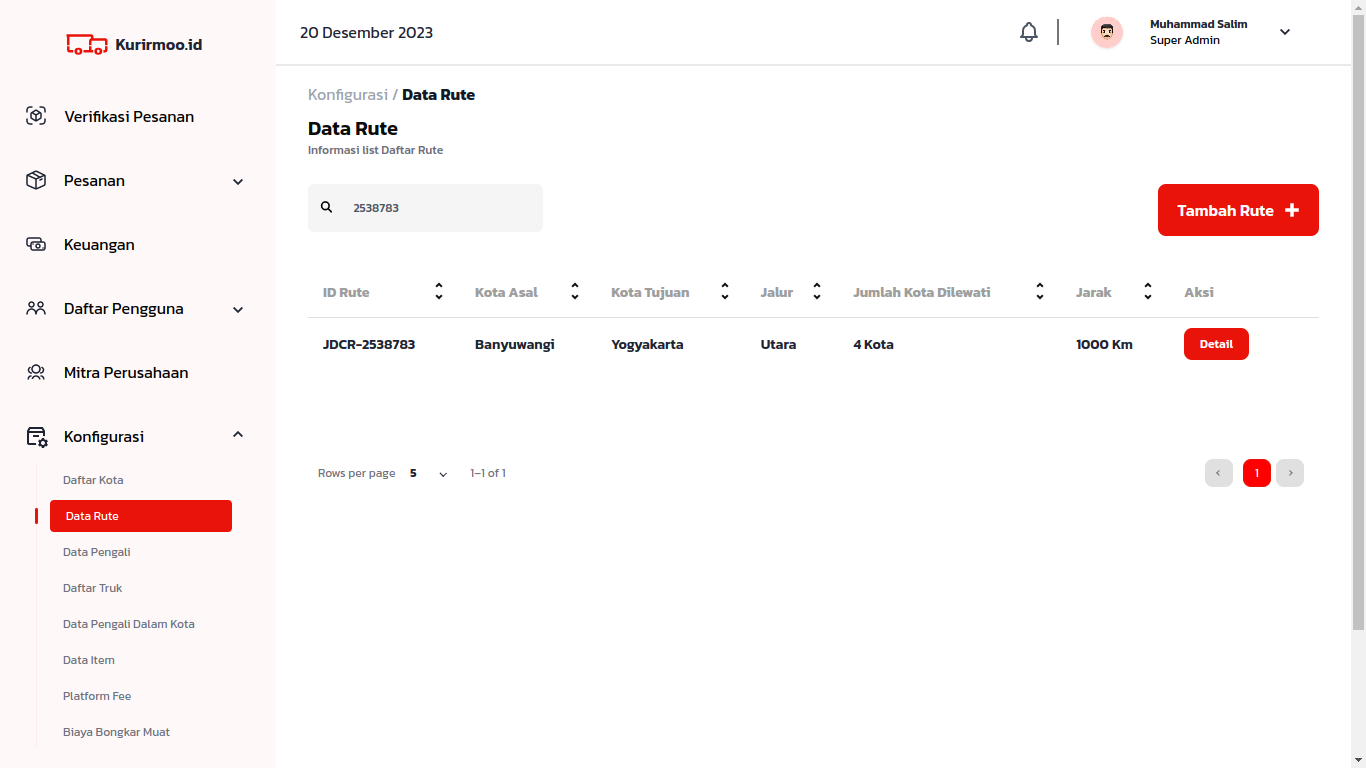 Kurirmoo.id
Verifikasi Pesanan
Pesanan
Keuangan
Daftar Pengguna
Mitra Perusahaan
Konfigurasi
Daftar Kota
Data Rute
Data Pengali
Daftar Truk
Data Pengali Dalam Kota
Data Item
Platform Fee
Biaya Bongkar Muat
20 Desember 2023
Muhammad Salim
Super Admin
Konfigurasi / Data Rute
Data Rute
Informasi list Daftar Rute
2538783
Tambah Rute
ID Rute Kota Asal Kota Tujuan Jalur Jumlah Kota Dilewati Jarak Aksi
JDCR-2538783 Banyuwangi Yogyakarta Utara 4 Kota 1000 Km Detail
Rows per page 5 1–1 of 1
‹ 1 ›